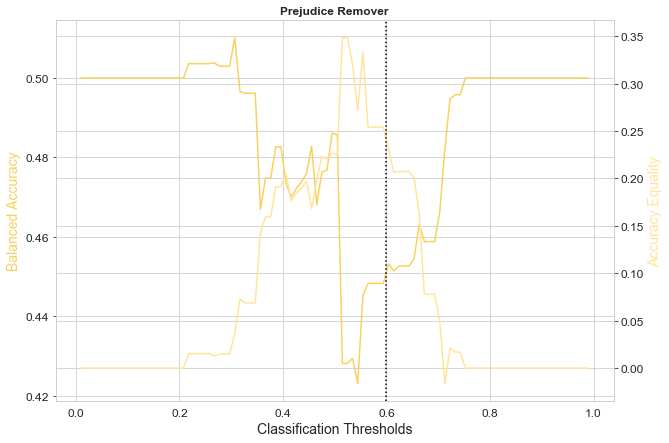 Prejudice Remover
Balanced Accuracy
0.50
0.48
0.46
0.44
0.42
0.35
0.30
0.25
0.20
0.15
0.10
0.05
0.00
Accuracy Equality
0.0 0.2 0.4 0.6 0.8 1.0
Classification Thresholds